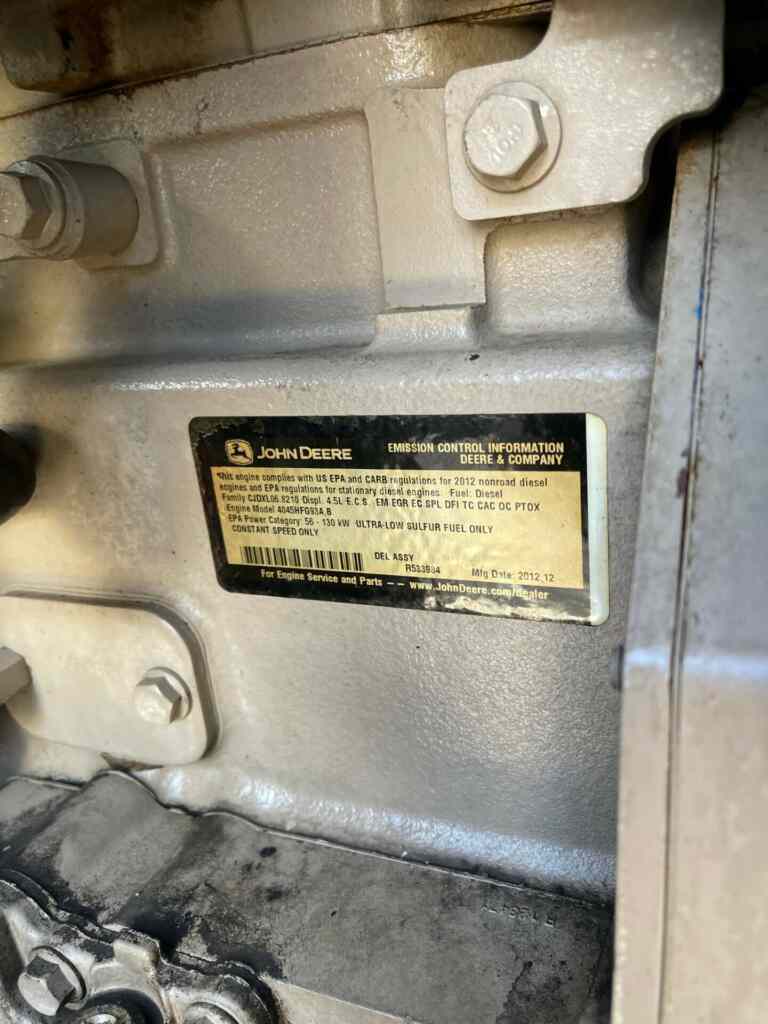 JOHN DEERE
EMISSION CONTROL INFORMATION
DEERE & COMPANY
This engine complies with US EPA and CARB regulations for 2012 nonroad diesel
engines and EPA regulations for stationary diesel engines. Fuel: Diesel
Family CJDXL06.8210 Displ. 4.5L E.C.S. EM EGR EC SPL DFI TC CAC OC PTOX
Engine Model 4045HFG93A,B
EPA Power Category: 56 - 130 kW ULTRA-LOW SULFUR FUEL ONLY
CONSTANT SPEED ONLY
DEL ASSY
R533984 Mfg Date: 2012.12
For Engine Service and Parts -- www.JohnDeere.com/dealer